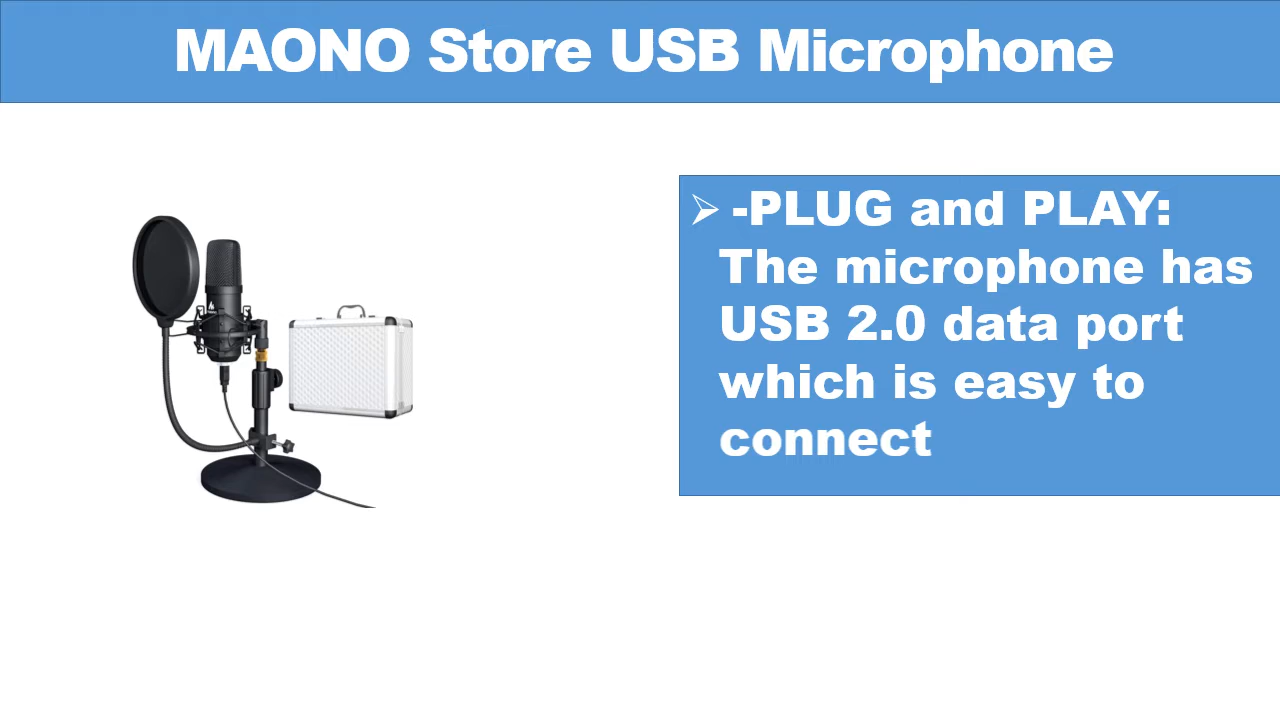 MAONO Store USB Microphone
➢ -PLUG and PLAY:
The microphone has
USB 2.0 data port
which is easy to
connect